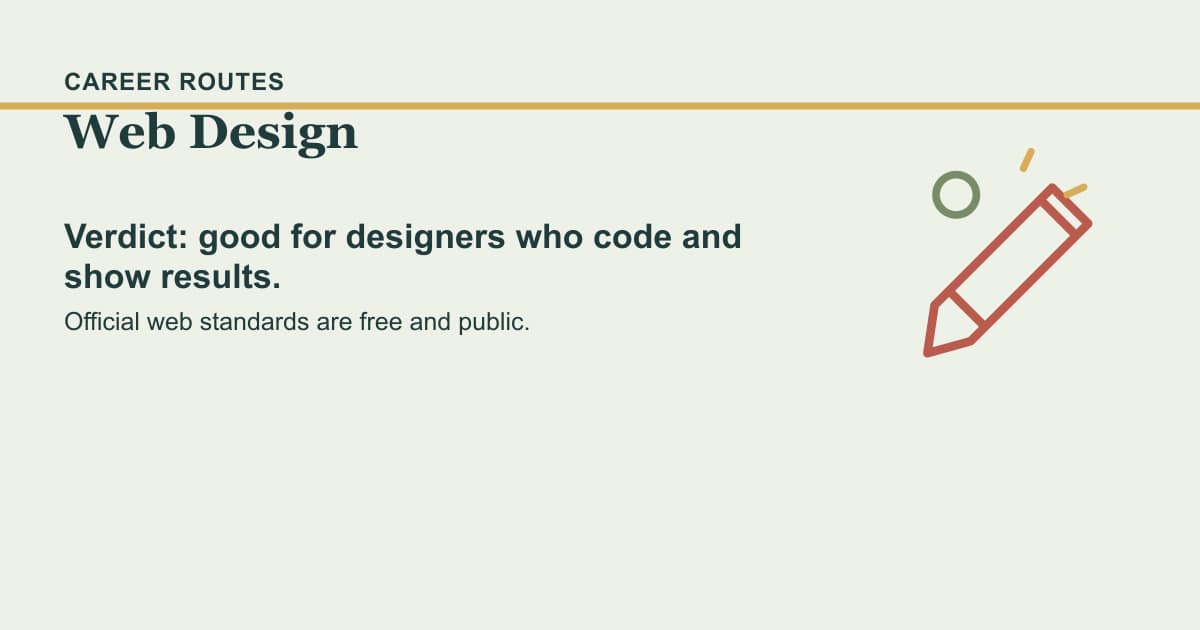 CAREER ROUTES
Web Design
Verdict: good for designers who code and
show results.
Official web standards are free and public.